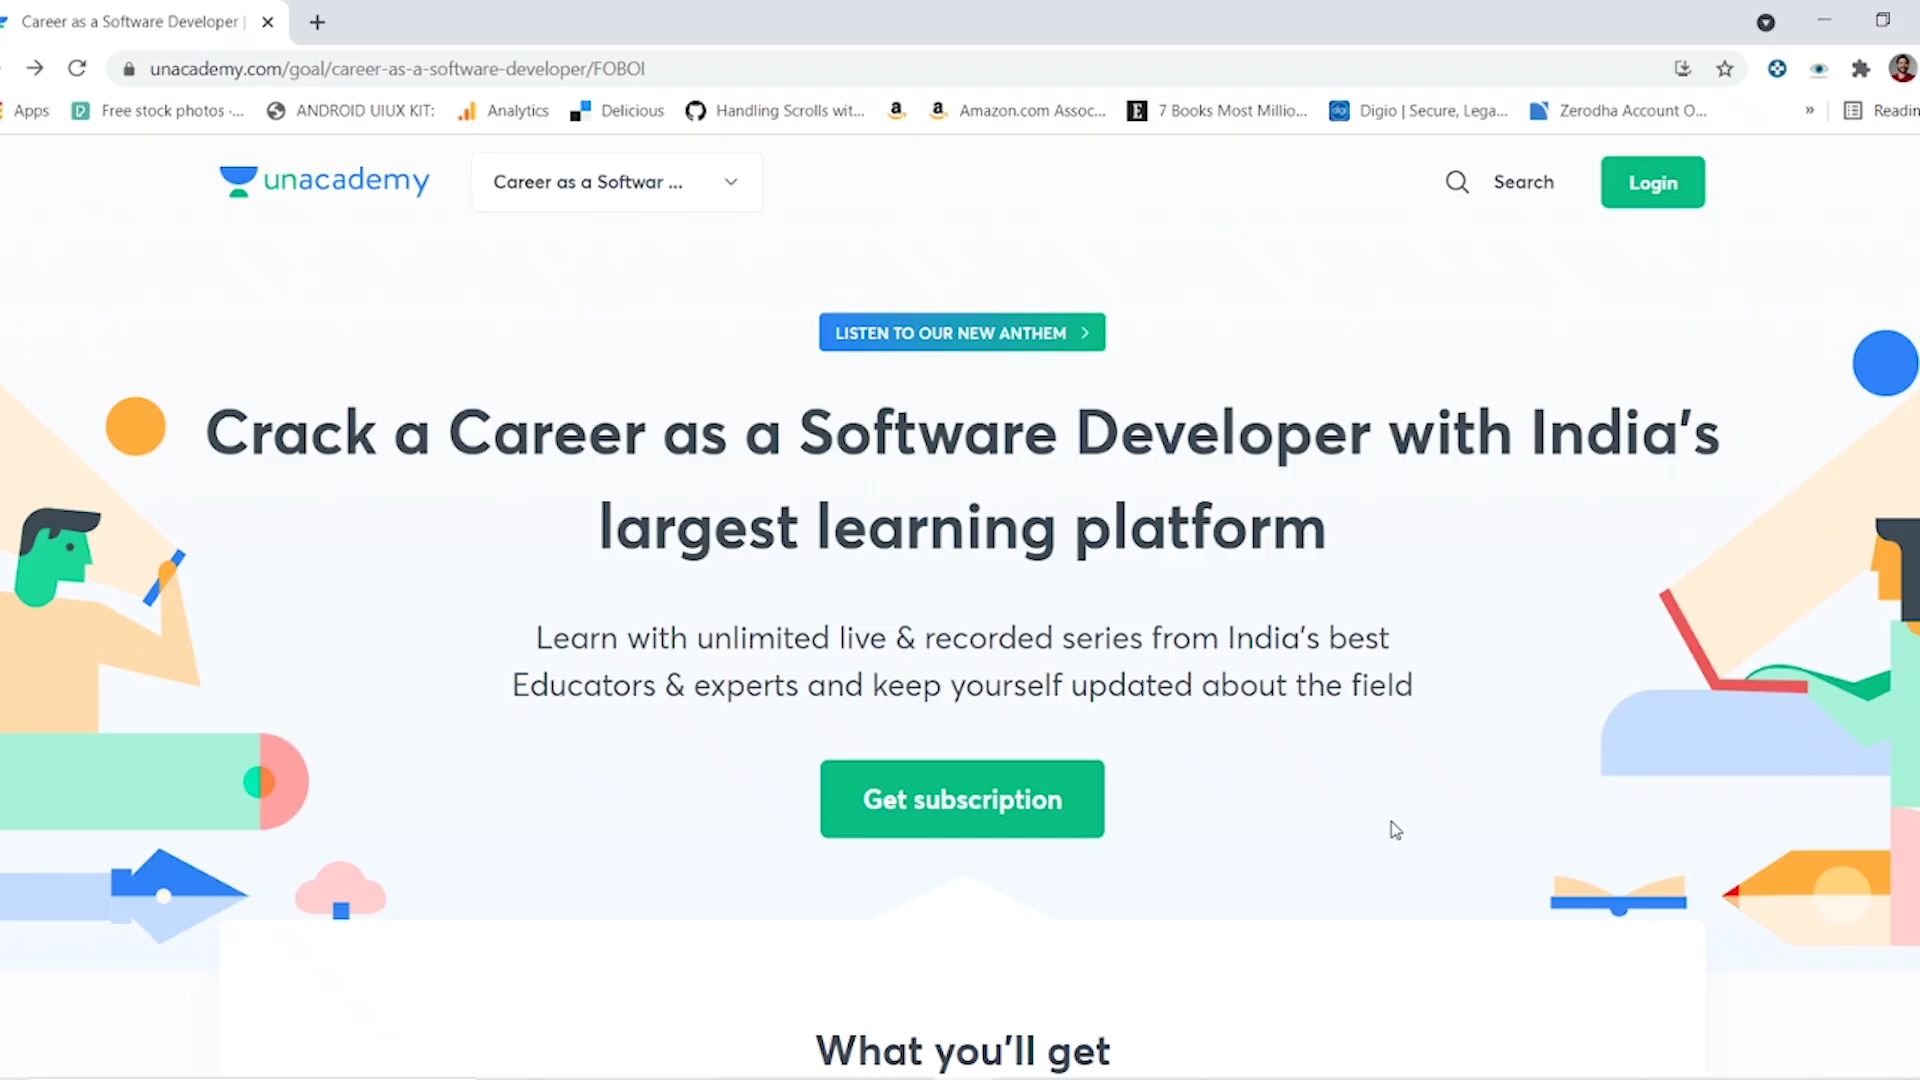 Career as a Software Developer |
unacademy.com/goal/career-as-a-software-developer/FOBOI
Apps Free stock photos ·... ANDROID UIUX KIT: Analytics Delicious Handling Scrolls wit... Amazon.com Assoc... 7 Books Most Millio... Digio | Secure, Lega... Zerodha Account O... » Readin
unacademy Career as a Softwar ... Search Login
LISTEN TO OUR NEW ANTHEM
Crack a Career as a Software Developer with India's
largest learning platform
Learn with unlimited live & recorded series from India's best
Educators & experts and keep yourself updated about the field
Get subscription
What you'll get